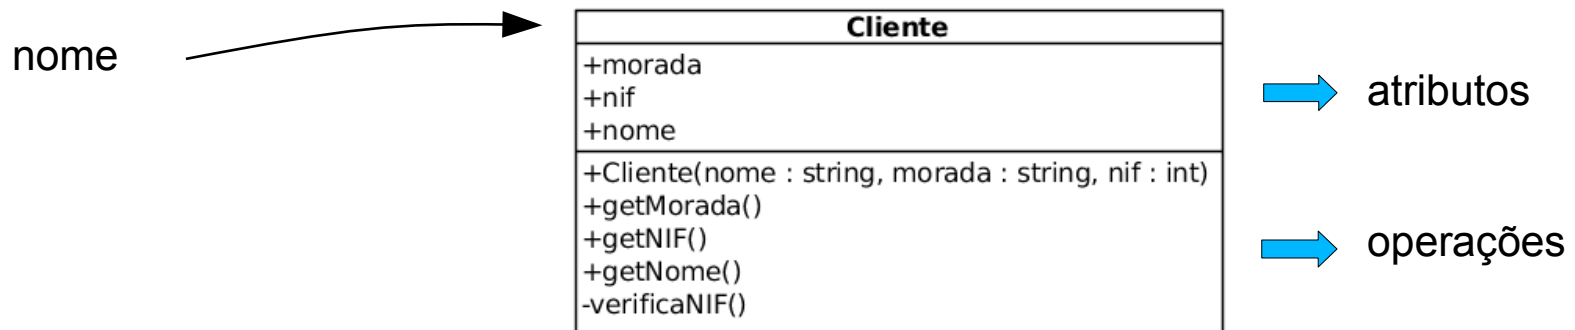 nome
Cliente
+morada
+nif
+nome
atributos
+Cliente(nome : string, morada : string, nif : int)
+getMorada()
+getNIF()
+getNome()
-verificaNIF()
operações